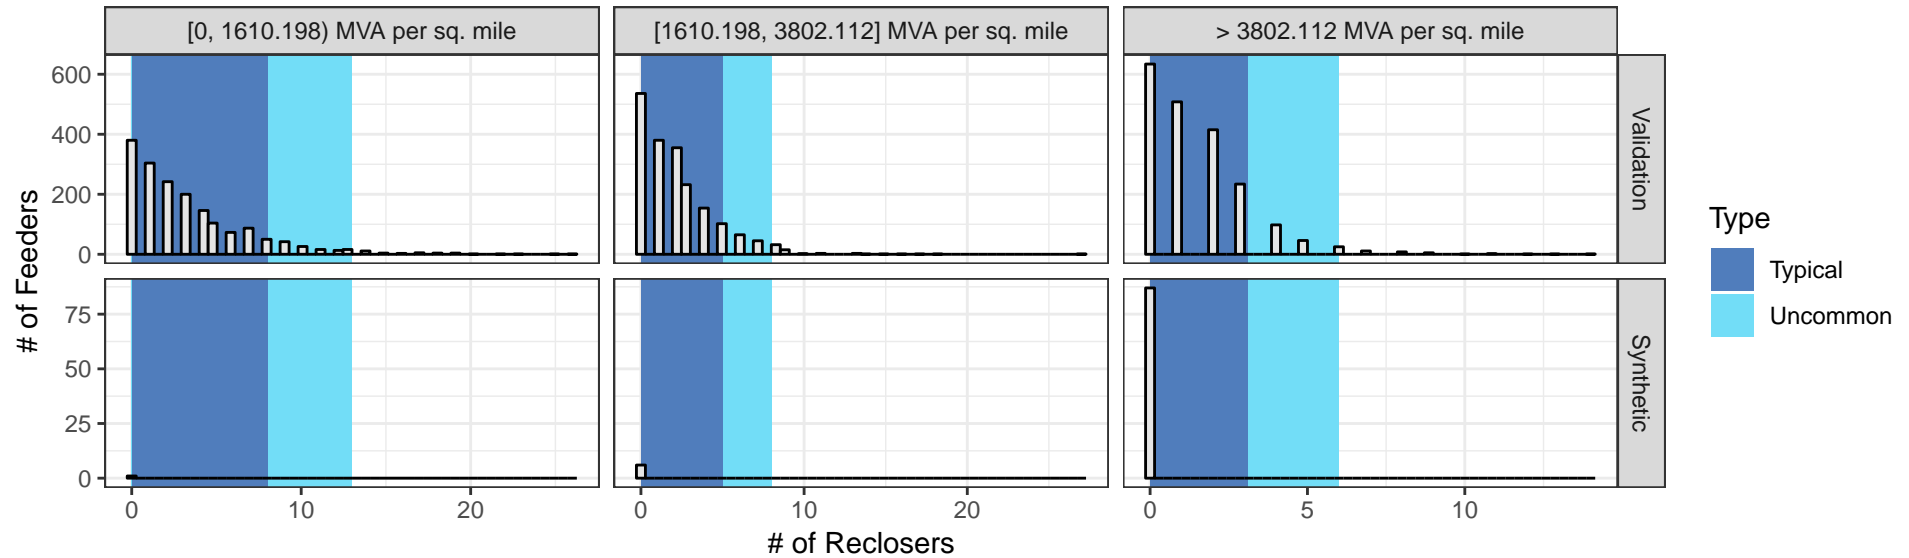 [0, 1610.198) MVA per sq. mile
[1610.198, 3802.112] MVA per sq. mile
> 3802.112 MVA per sq. mile
# of Feeders
600
400
200
0
Validation
75
50
25
0
Synthetic
0 10 20
0 10 20
0 5 10
# of Reclosers
Type
Typical
Uncommon